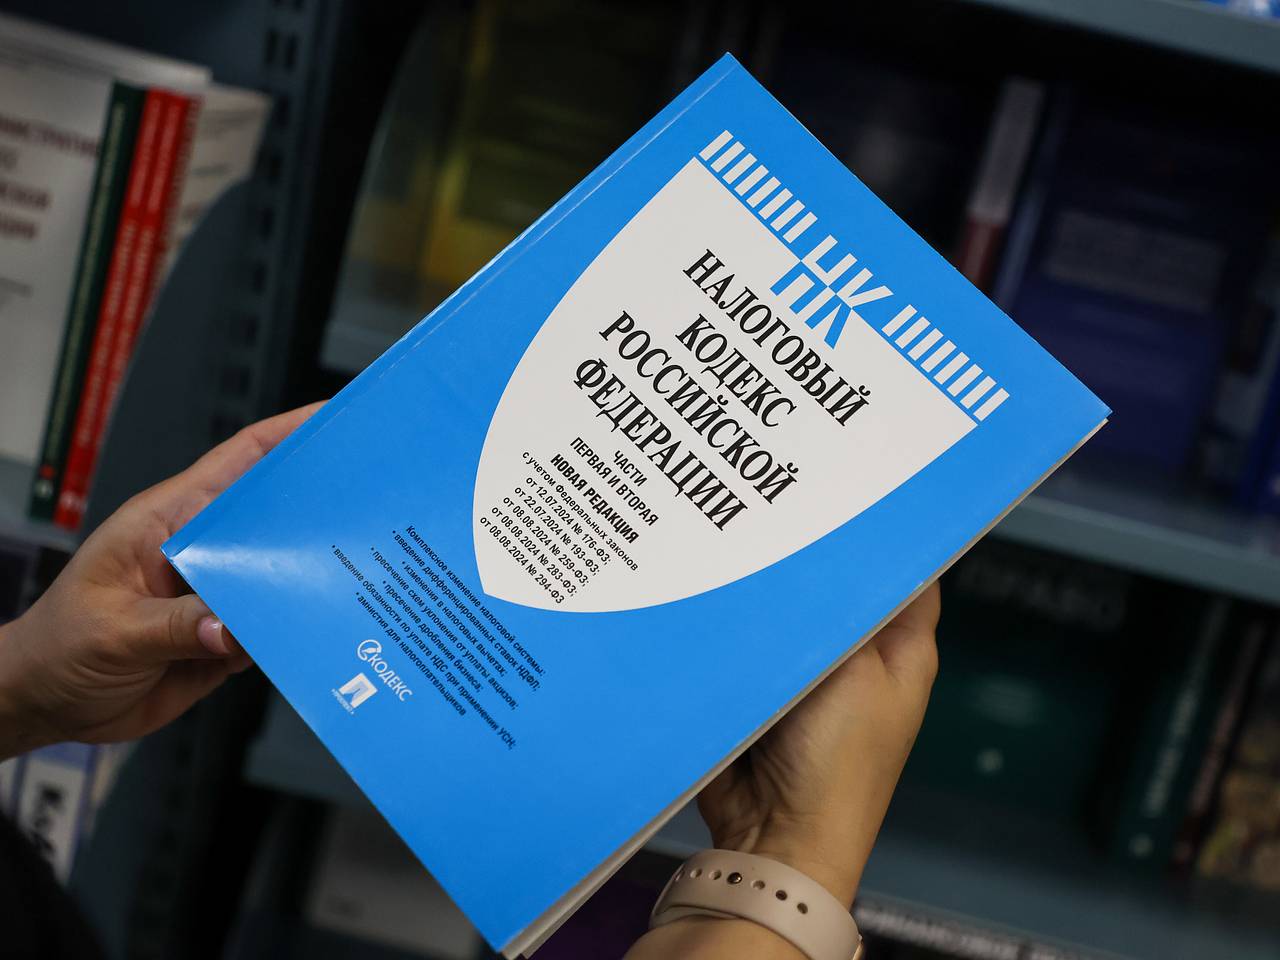 НК
НК
НАЛОГОВЫЙ
КОДЕКС
РОССИЙСКОЙ
ФЕДЕРАЦИИ
ЧАСТИ
ПЕРВАЯ И ВТОРАЯ
НОВАЯ РЕДАКЦИЯ
с учетом Федеральных законов
от 12.07.2024 № 176-ФЗ;
от 22.07.2024 № 193-ФЗ;
от 08.08.2024 № 259-ФЗ;
от 08.08.2024 № 283-ФЗ;
от 08.08.2024 № 294-ФЗ
Комплексное изменение налоговой системы:
• введение дифференцированных ставок НДФЛ;
• изменения в налоговых вычетах;
• пресечение схем уклонения от уплаты акцизов;
• пресечение дробления бизнеса;
• введение обязанности по уплате НДС при применении УСН;
• амнистия для налогоплательщиков
КОДЕКС
ПРАВО